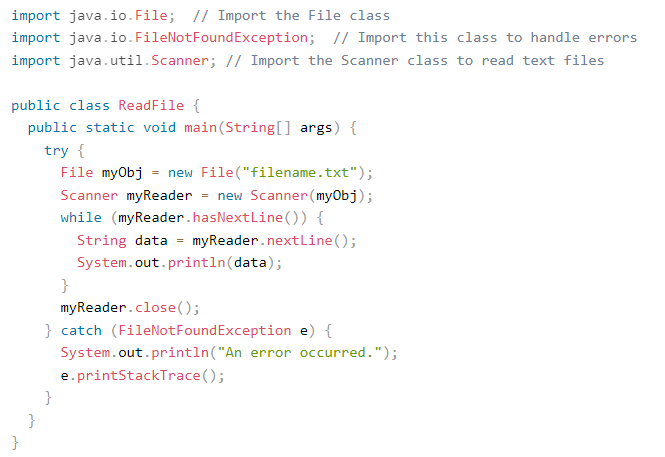 import java.io.File;  // Import the File class
import java.io.FileNotFoundException;  // Import this class to handle errors
import java.util.Scanner; // Import the Scanner class to read text files

public class ReadFile {
  public static void main(String[] args) {
    try {
      File myObj = new File("filename.txt");
      Scanner myReader = new Scanner(myObj);
      while (myReader.hasNextLine()) {
        String data = myReader.nextLine();
        System.out.println(data);
      }
      myReader.close();
    } catch (FileNotFoundException e) {
      System.out.println("An error occurred.");
      e.printStackTrace();
    }
  }
}